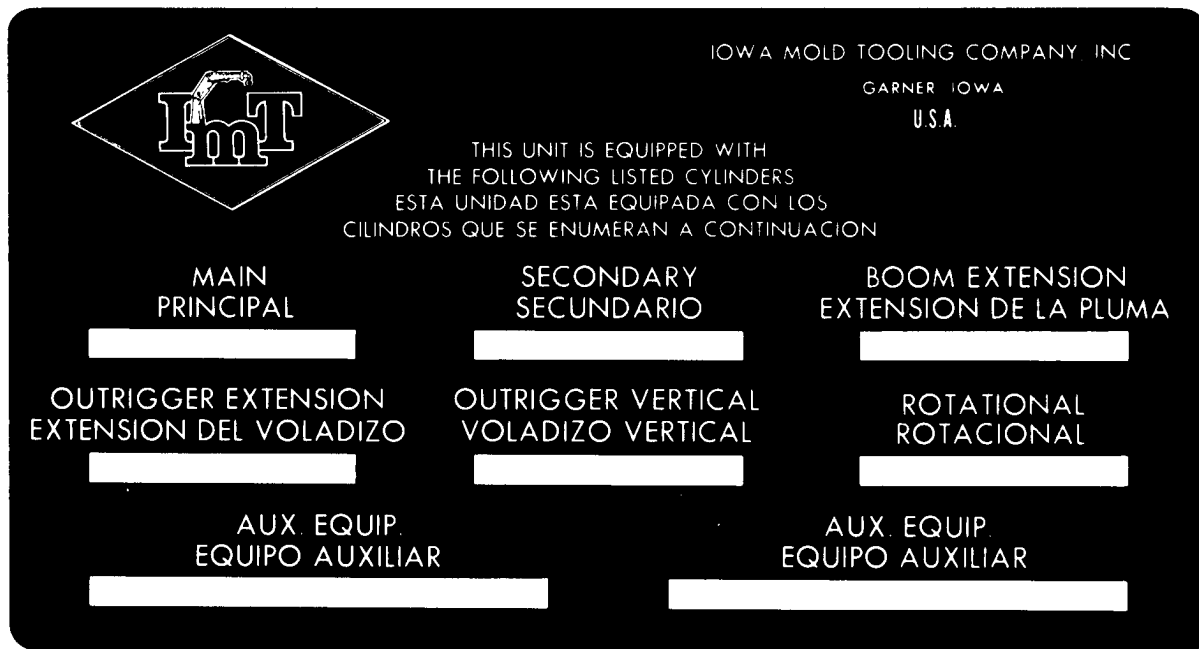 IMT
IOWA MOLD TOOLING COMPANY, INC
GARNER IOWA
U.S.A.
THIS UNIT IS EQUIPPED WITH
THE FOLLOWING LISTED CYLINDERS
ESTA UNIDAD ESTA EQUIPADA CON LOS
CILINDROS QUE SE ENUMERAN A CONTINUACION
MAIN
PRINCIPAL
SECONDARY
SECUNDARIO
BOOM EXTENSION
EXTENSION DE LA PLUMA
OUTRIGGER EXTENSION
EXTENSION DEL VOLADIZO
OUTRIGGER VERTICAL
VOLADIZO VERTICAL
ROTATIONAL
ROTACIONAL
AUX. EQUIP.
EQUIPO AUXILIAR
AUX. EQUIP.
EQUIPO AUXILIAR